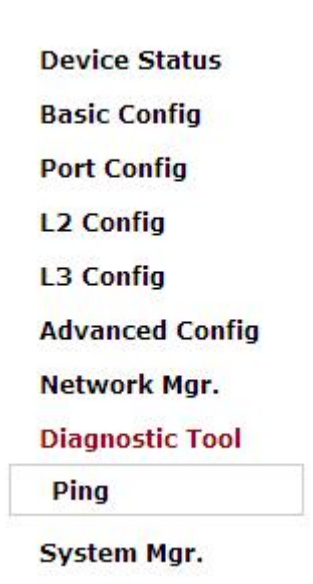 Device Status
Basic Config
Port Config
L2 Config
L3 Config
Advanced Config
Network Mgr.
Diagnostic Tool
Ping
System Mgr.